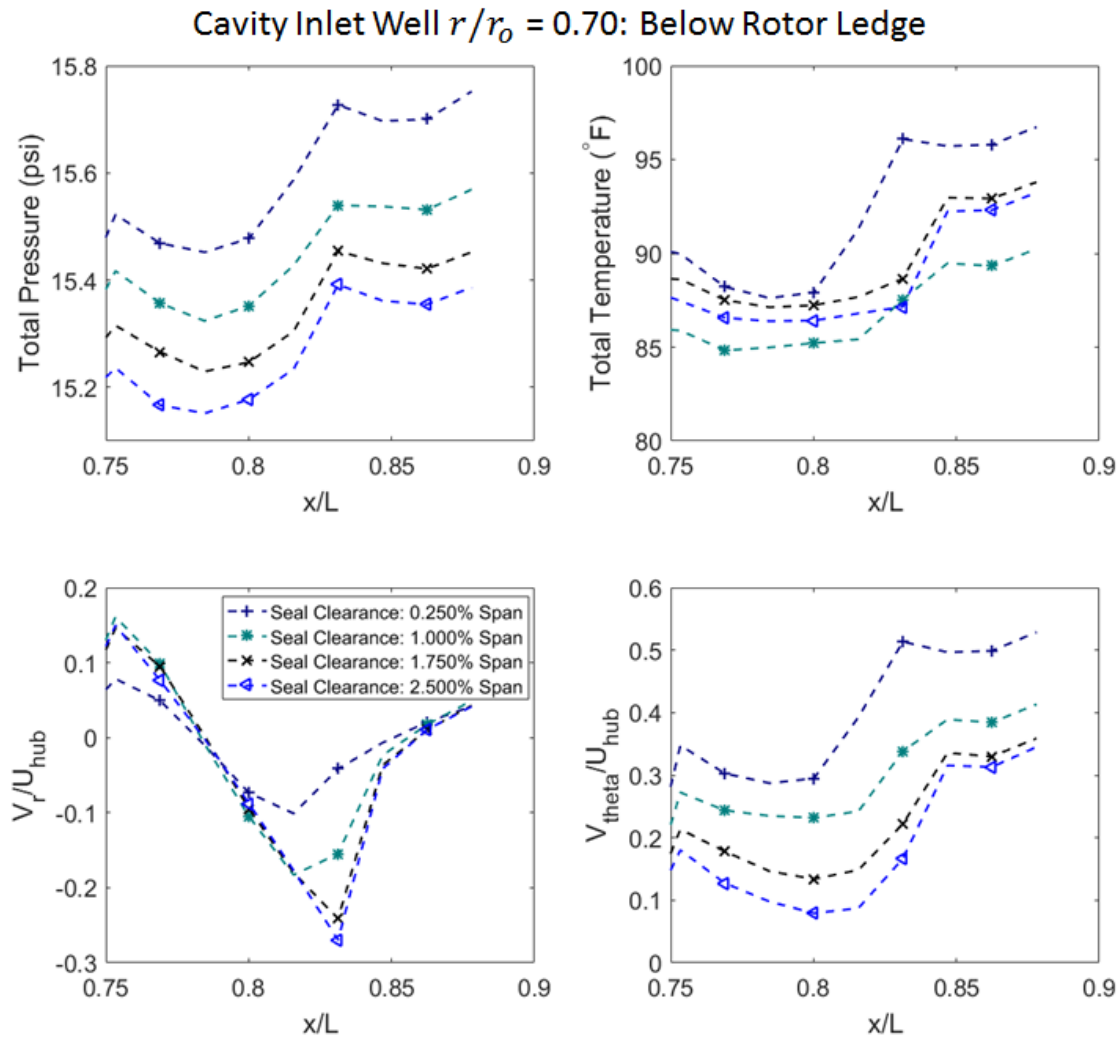 Cavity Inlet Well r/rₒ = 0.70: Below Rotor Ledge
15.8
15.6
15.4
15.2
Total Pressure (psi)
0.75 0.8 0.85 0.9
x/L
100
95
90
85
80
Total Temperature (°F)
0.75 0.8 0.85 0.9
x/L
0.2
0.1
0
-0.1
-0.2
-0.3
V_r/U_hub
Seal Clearance: 0.250% Span
Seal Clearance: 1.000% Span
Seal Clearance: 1.750% Span
Seal Clearance: 2.500% Span
0.75 0.8 0.85 0.9
x/L
0.6
0.5
0.4
0.3
0.2
0.1
0
V_theta/U_hub
0.75 0.8 0.85 0.9
x/L